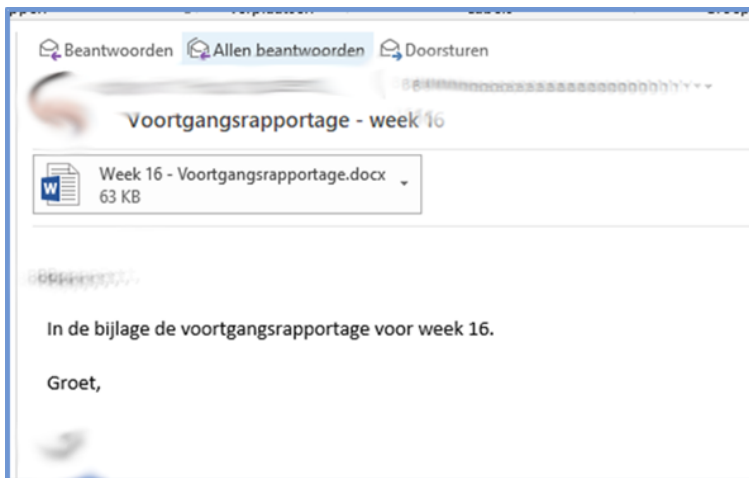 Beantwoorden Allen beantwoorden Doorsturen
Voortgangsrapportage - week 16
Week 16 - Voortgangsrapportage.docx
63 KB
In de bijlage de voortgangsrapportage voor week 16.
Groet,